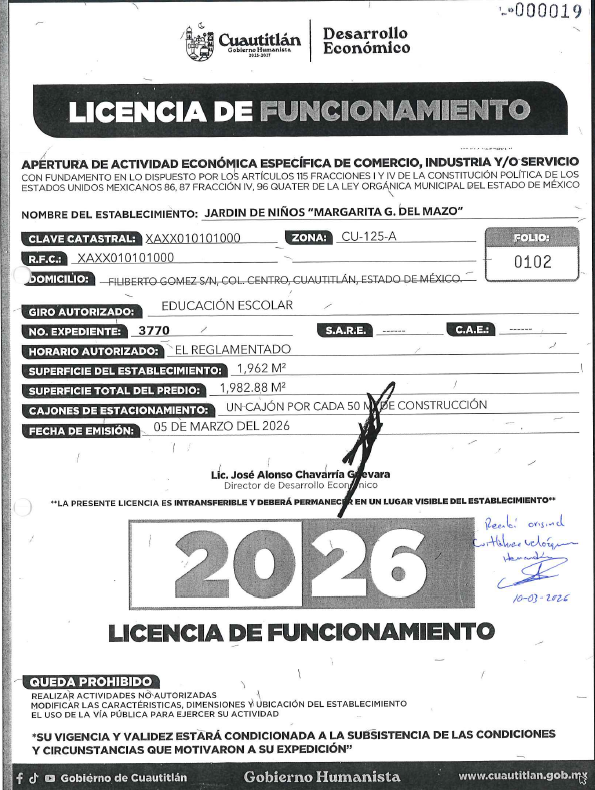 000019
Cuautitlán
Gobierno Humanista
2025-2027
Desarrollo
Económico
LICENCIA DE FUNCIONAMIENTO
APERTURA DE ACTIVIDAD ECONÓMICA ESPECÍFICA DE COMERCIO, INDUSTRIA Y/O SERVICIO
CON FUNDAMENTO EN LO DISPUESTO POR LOS ARTÍCULOS 115 FRACCIONES I Y IV DE LA CONSTITUCIÓN POLÍTICA DE LOS
ESTADOS UNIDOS MEXICANOS 86, 87 FRACCIÓN IV, 96 QUATER DE LA LEY ORGÁNICA MUNICIPAL DEL ESTADO DE MÉXICO
NOMBRE DEL ESTABLECIMIENTO: JARDIN DE NIÑOS "MARGARITA G. DEL MAZO"
CLAVE CATASTRAL: XAXX010101000 ZONA: CU-125-A
FOLIO:
R.F.C.: XAXX010101000
0102
DOMICILIO: FILIBERTO GOMEZ S/N, COL. CENTRO, CUAUTITLÁN, ESTADO DE MÉXICO.
GIRO AUTORIZADO: EDUCACIÓN ESCOLAR
NO. EXPEDIENTE: 3770 S.A.R.E. ------ C.A.E.: ------
HORARIO AUTORIZADO: EL REGLAMENTADO
SUPERFICIE DEL ESTABLECIMIENTO: 1,962 M²
SUPERFICIE TOTAL DEL PREDIO: 1,982.88 M²
CAJONES DE ESTACIONAMIENTO: UN CAJÓN POR CADA 50 M² DE CONSTRUCCIÓN
FECHA DE EMISIÓN: 05 DE MARZO DEL 2026
Lic. José Alonso Chavarría Guevara
Director de Desarrollo Económico
**LA PRESENTE LICENCIA ES INTRANSFERIBLE Y DEBERÁ PERMANECER EN UN LUGAR VISIBLE DEL ESTABLECIMIENTO**
2026
Recibí original
10-03-2026
LICENCIA DE FUNCIONAMIENTO
QUEDA PROHIBIDO
REALIZAR ACTIVIDADES NO AUTORIZADAS
MODIFICAR LAS CARACTERÍSTICAS, DIMENSIONES Y UBICACIÓN DEL ESTABLECIMIENTO
EL USO DE LA VÍA PÚBLICA PARA EJERCER SU ACTIVIDAD
*SU VIGENCIA Y VALIDEZ ESTARÁ CONDICIONADA A LA SUBSISTENCIA DE LAS CONDICIONES
Y CIRCUNSTANCIAS QUE MOTIVARON A SU EXPEDICIÓN"
Gobierno de Cuautitlán Gobierno Humanista www.cuautitlan.gob.mx